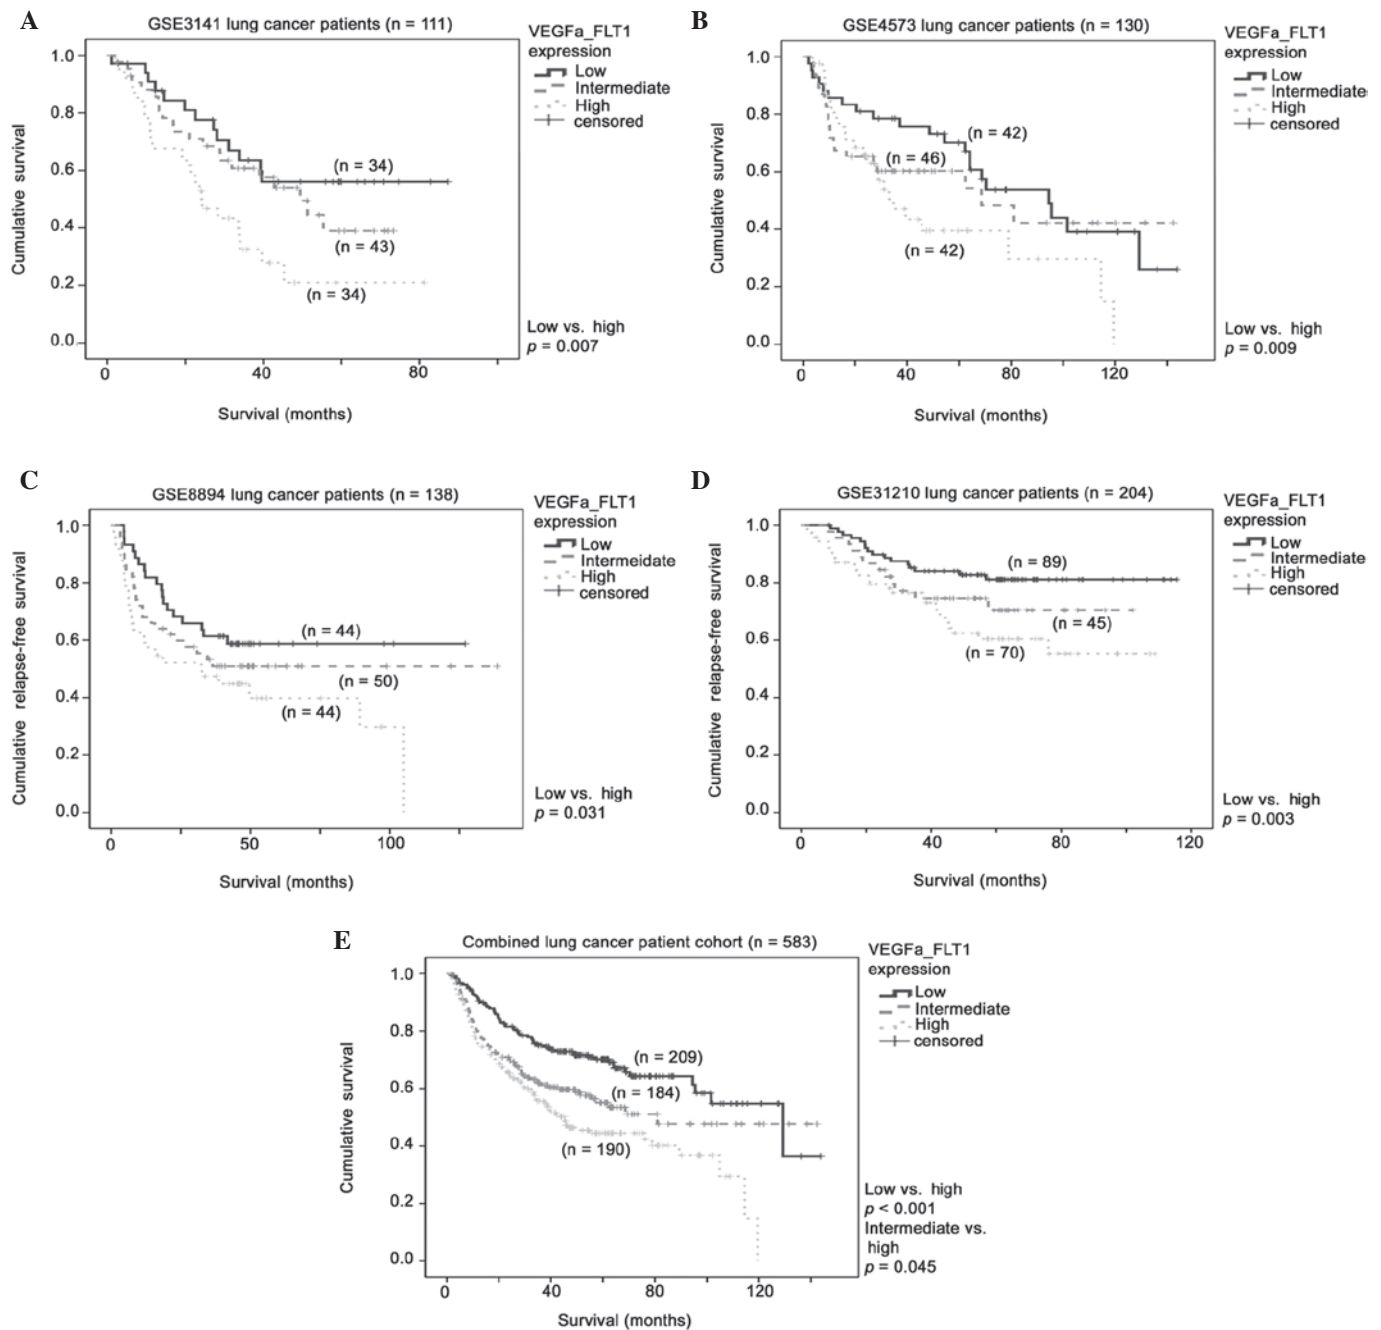 A
GSE3141 lung cancer patients (n = 111)
VEGFa_FLT1
expression
Low
Intermediate
High
censored
1.0
0.8
0.6
0.4
0.2
0.0
Cumulative survival
(n = 34)
(n = 43)
(n = 34)
Low vs. high
p = 0.007
0
40
80
Survival (months)
B
GSE4573 lung cancer patients (n = 130)
VEGFa_FLT1
expression
Low
Intermediate
High
censored
1.0
0.8
0.6
0.4
0.2
0.0
Cumulative survival
(n = 42)
(n = 46)
(n = 42)
Low vs. high
p = 0.009
0
40
80
120
Survival (months)
C
GSE8894 lung cancer patients (n = 138)
VEGFa_FLT1
expression
Low
Intermeidate
High
censored
1.0
0.8
0.6
0.4
0.2
0.0
Cumulative relapse-free survival
(n = 44)
(n = 50)
(n = 44)
Low vs. high
p = 0.031
0
50
100
Survival (months)
D
GSE31210 lung cancer patients (n = 204)
VEGFa_FLT1
expression
Low
Intermeidate
High
censored
1.0
0.8
0.6
0.4
0.2
0.0
Cumulative relapse-free survival
(n = 89)
(n = 45)
(n = 70)
Low vs. high
p = 0.003
0
40
80
120
Survival (months)
E
Combined lung cancer patient cohort (n = 583)
VEGFa_FLT1
expression
Low
Intermediate
High
censored
1.0
0.8
0.6
0.4
0.2
0.0
Cumulative survival
(n = 209)
(n = 184)
(n = 190)
Low vs. high
p < 0.001
Intermediate vs.
high
p = 0.045
0
40
80
120
Survival (months)